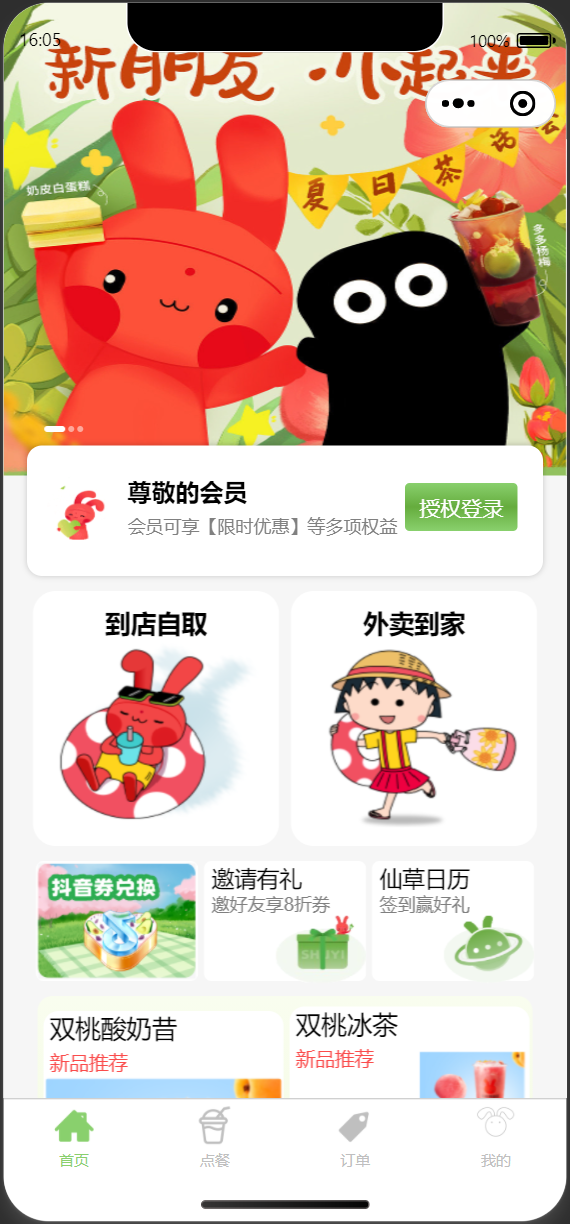 16:05
100%
新朋友 一起来
夏日茶话会
奶皮白蛋糕
多多杨梅
尊敬的会员
会员可享【限时优惠】等多项权益
授权登录
到店自取
外卖到家
抖音券兑换
邀请有礼
邀好友享8折券
SHUYI
仙草日历
签到赢好礼
双桃酸奶昔
新品推荐
双桃冰茶
新品推荐
首页
点餐
订单
我的